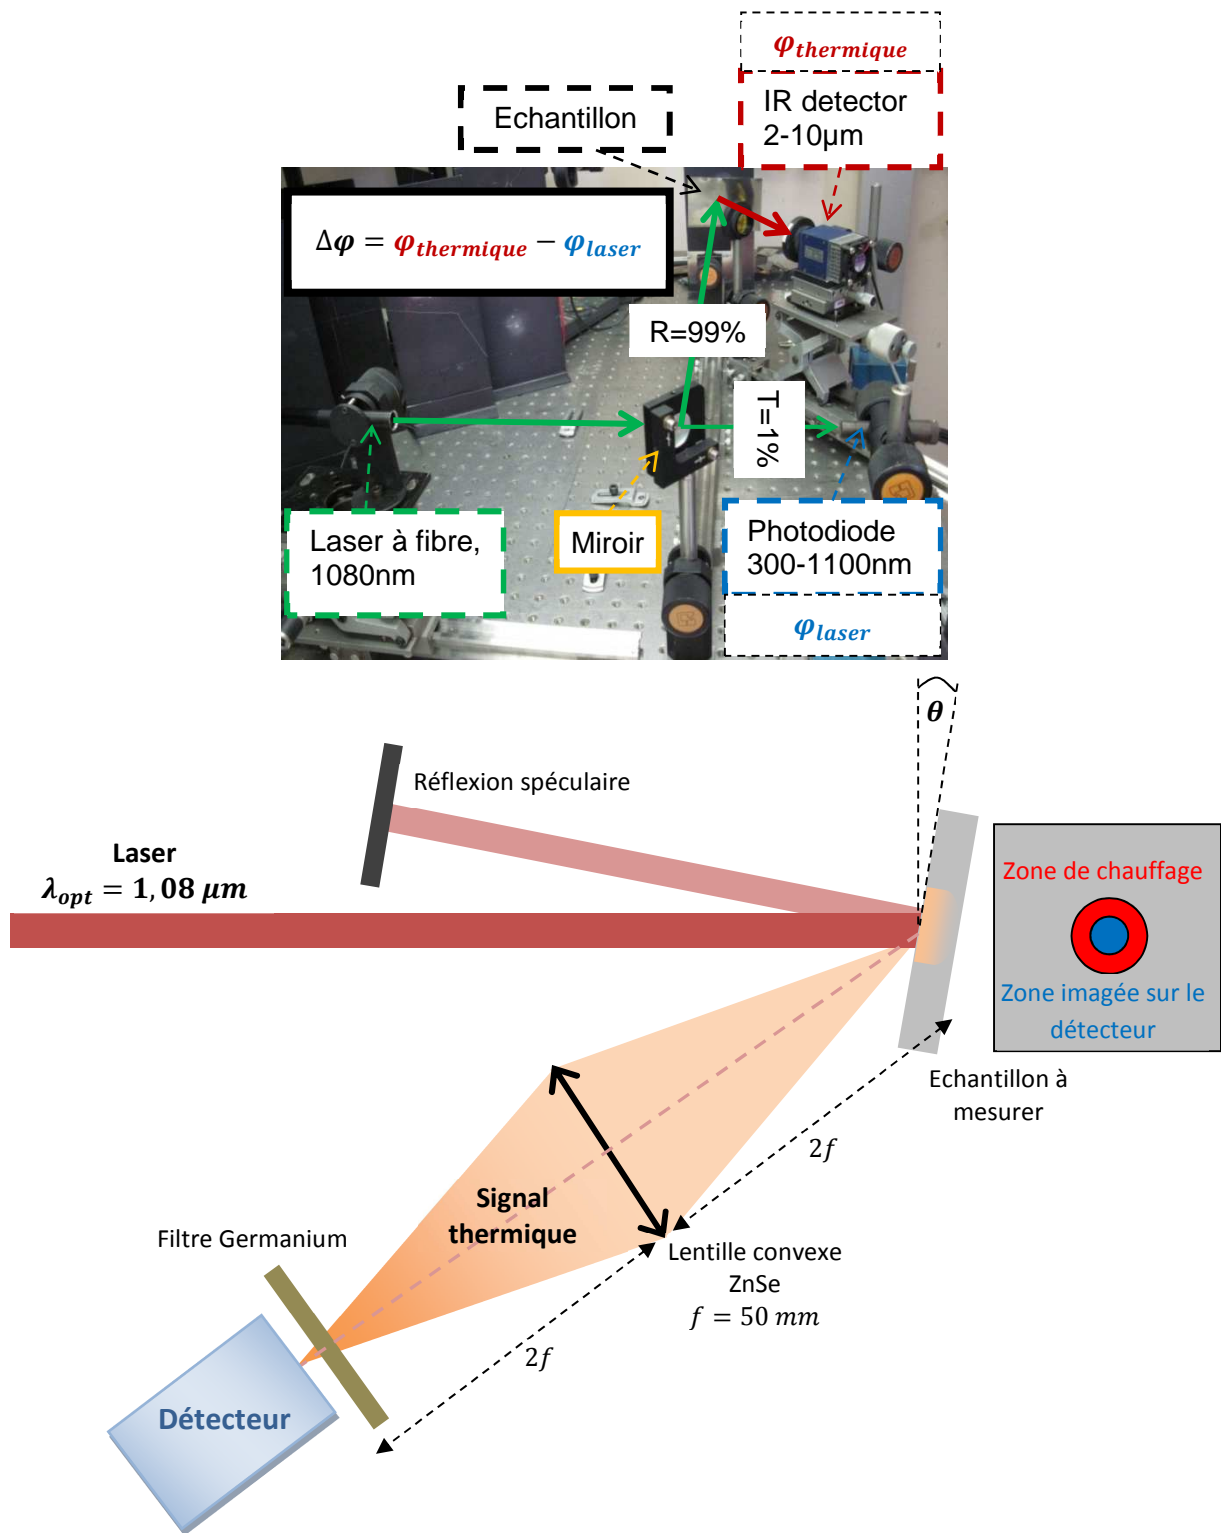 φthermique
IR detector
2-10µm
Echantillon
Δφ = φthermique − φlaser
R=99%
T=1%
Laser à fibre,
1080nm
Miroir
Photodiode
300-1100nm
φlaser
θ
Réflexion spéculaire
Laser
λopt = 1,08 µm
Zone de chauffage
Zone imagée sur le
détecteur
Echantillon à
mesurer
2f
Signal
thermique
Filtre Germanium
Lentille convexe
ZnSe
f = 50 mm
2f
Détecteur